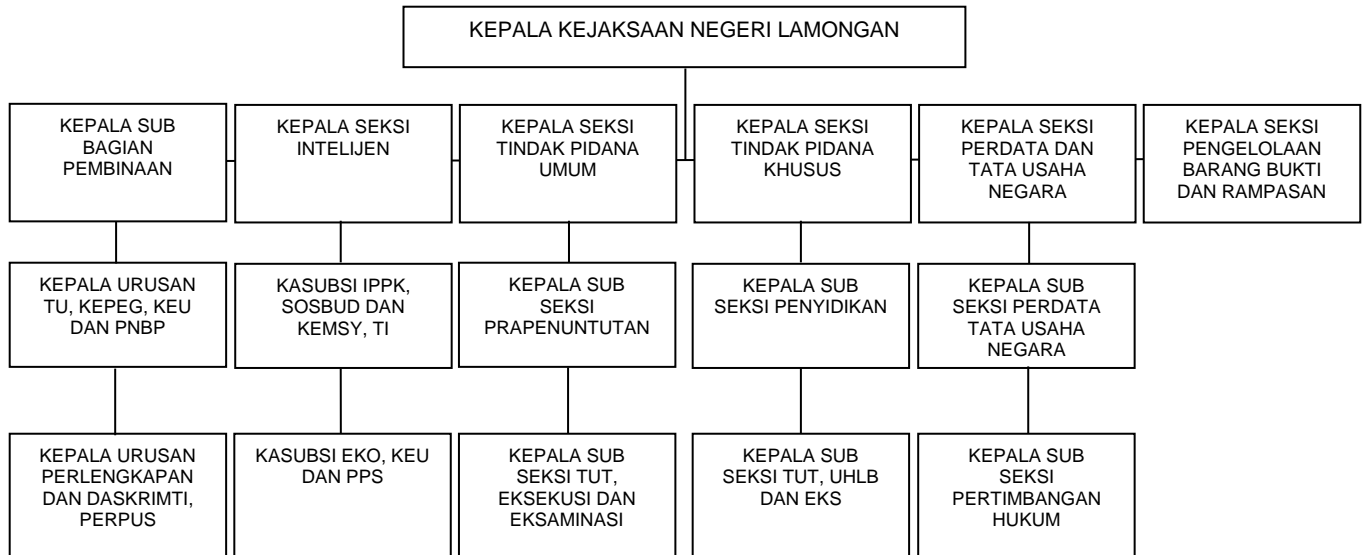 KEPALA KEJAKSAAN NEGERI LAMONGAN
KEPALA SUB
BAGIAN
PEMBINAAN
KEPALA SEKSI
INTELIJEN
KEPALA SEKSI
TINDAK PIDANA
UMUM
KEPALA SEKSI
TINDAK PIDANA
KHUSUS
KEPALA SEKSI
PERDATA DAN
TATA USAHA
NEGARA
KEPALA SEKSI
PENGELOLAAN
BARANG BUKTI
DAN RAMPASAN
KEPALA URUSAN
TU, KEPEG, KEU
DAN PNBP
KASUBSI IPPK,
SOSBUD DAN
KEMSY, TI
KEPALA SUB
SEKSI
PRAPENUNTUTAN
KEPALA SUB
SEKSI PENYIDIKAN
KEPALA SUB
SEKSI PERDATA
TATA USAHA
NEGARA
KEPALA URUSAN
PERLENGKAPAN
DAN DASKRIMTI,
PERPUS
KASUBSI EKO, KEU
DAN PPS
KEPALA SUB
SEKSI TUT,
EKSEKUSI DAN
EKSAMINASI
KEPALA SUB
SEKSI TUT, UHLB
DAN EKS
KEPALA SUB
SEKSI
PERTIMBANGAN
HUKUM